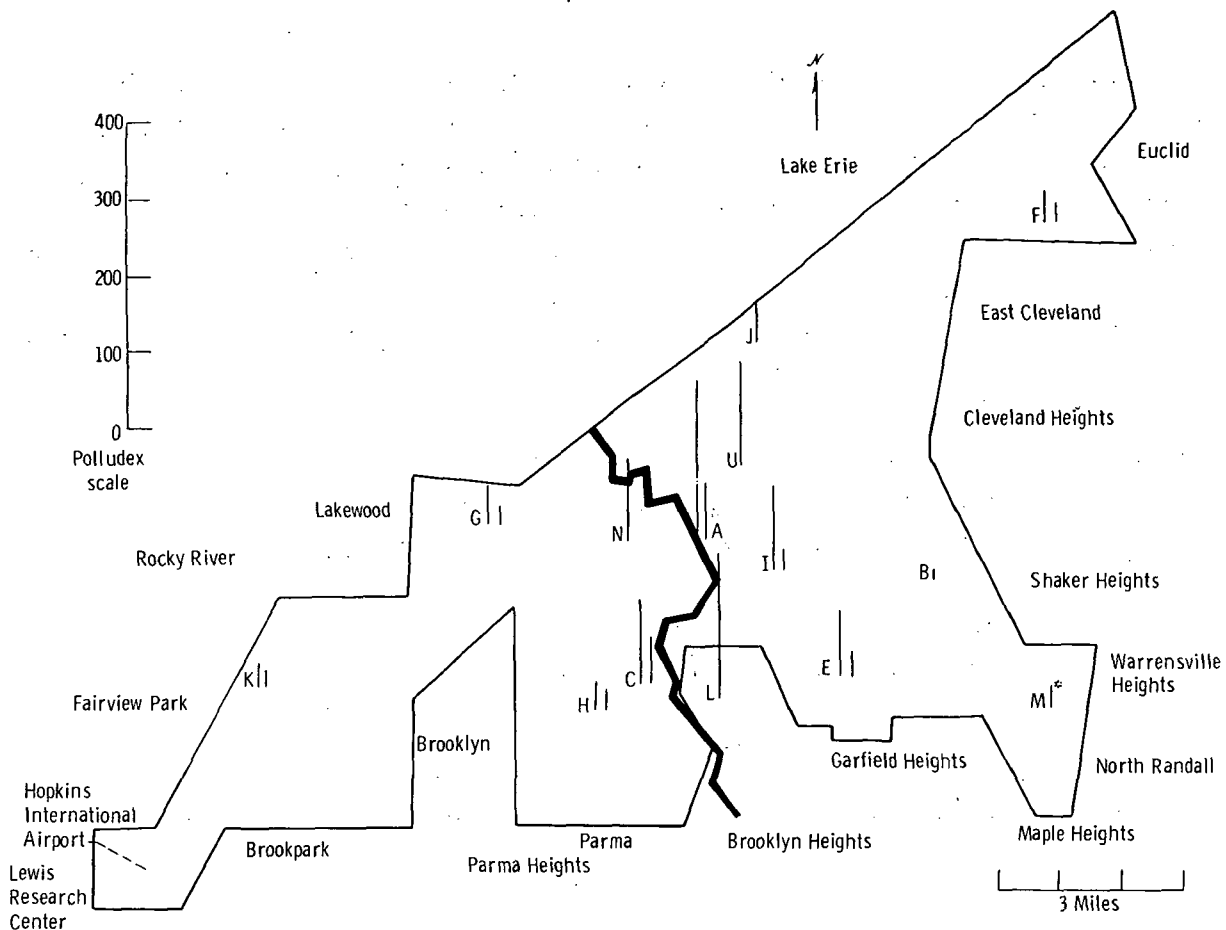 N
400
Lake Erie
Euclid
300
F
200
East Cleveland
J
100
Cleveland Heights
0
Polludex
scale
U
Lakewood
G
N
A
Rocky River
I
B
Shaker Heights
K
C
E
Warrensville
Heights
Fairview Park
H
L
M*
Brooklyn
Garfield Heights
North Randall
Hopkins
International
Airport
Brookpark
Parma
Brooklyn Heights
Maple Heights
Parma Heights
Lewis
Research
Center
3 Miles